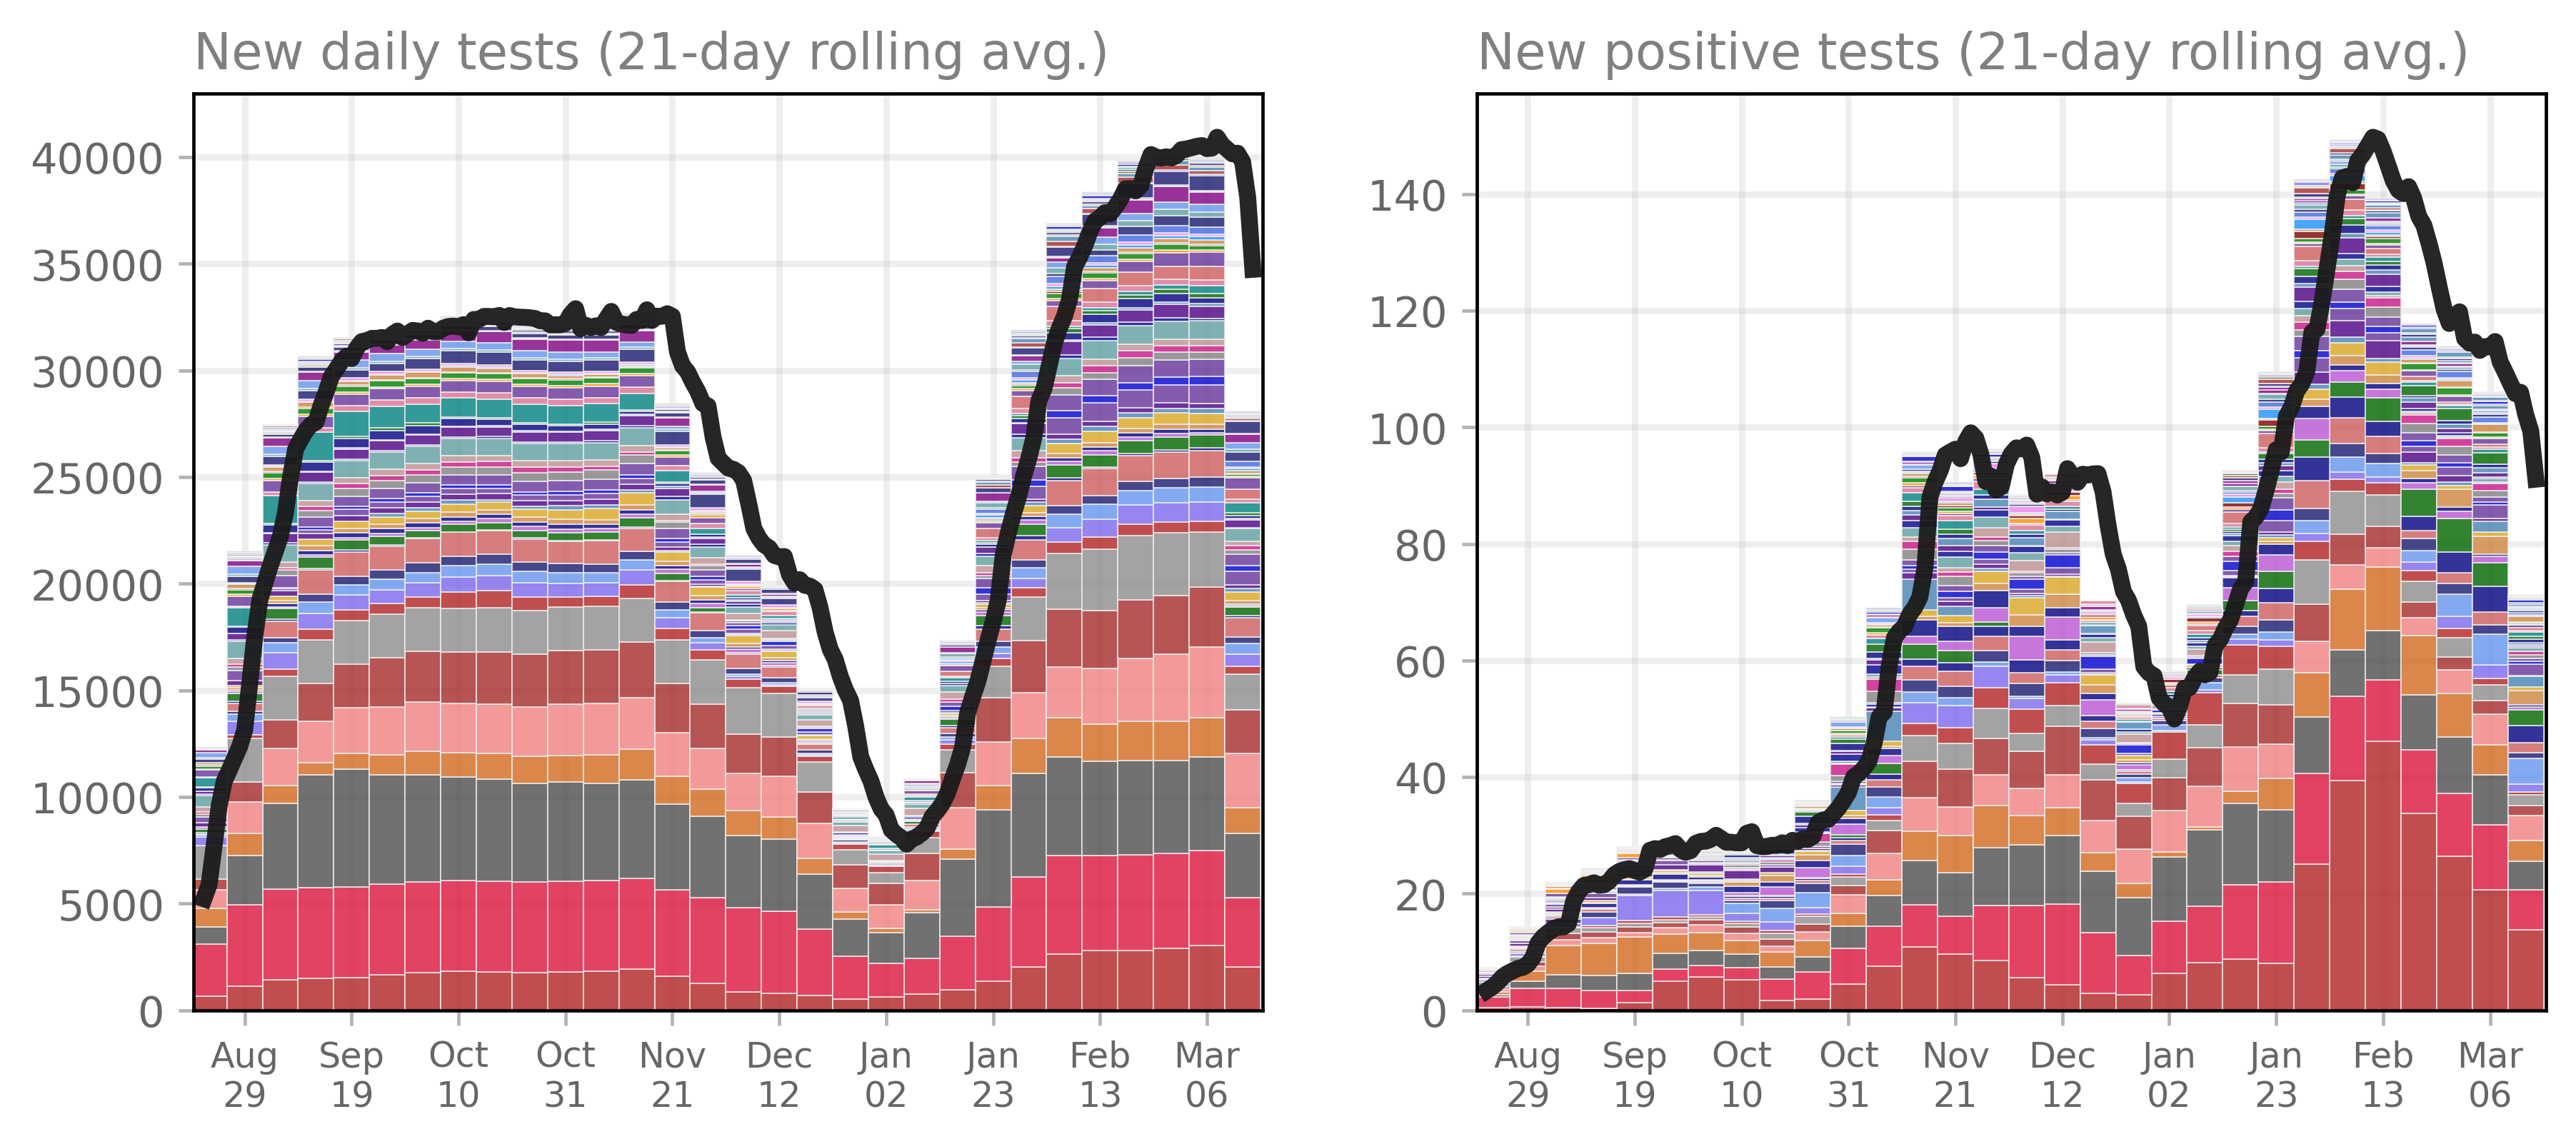 New daily tests (21-day rolling avg.)
40000
35000
30000
25000
20000
15000
10000
5000
0
Aug Sep Oct Oct Nov Dec Jan Jan Feb Mar
29 19 10 31 21 12 02 23 13 06
New positive tests (21-day rolling avg.)
140
120
100
80
60
40
20
0
Aug Sep Oct Oct Nov Dec Jan Jan Feb Mar
29 19 10 31 21 12 02 23 13 06